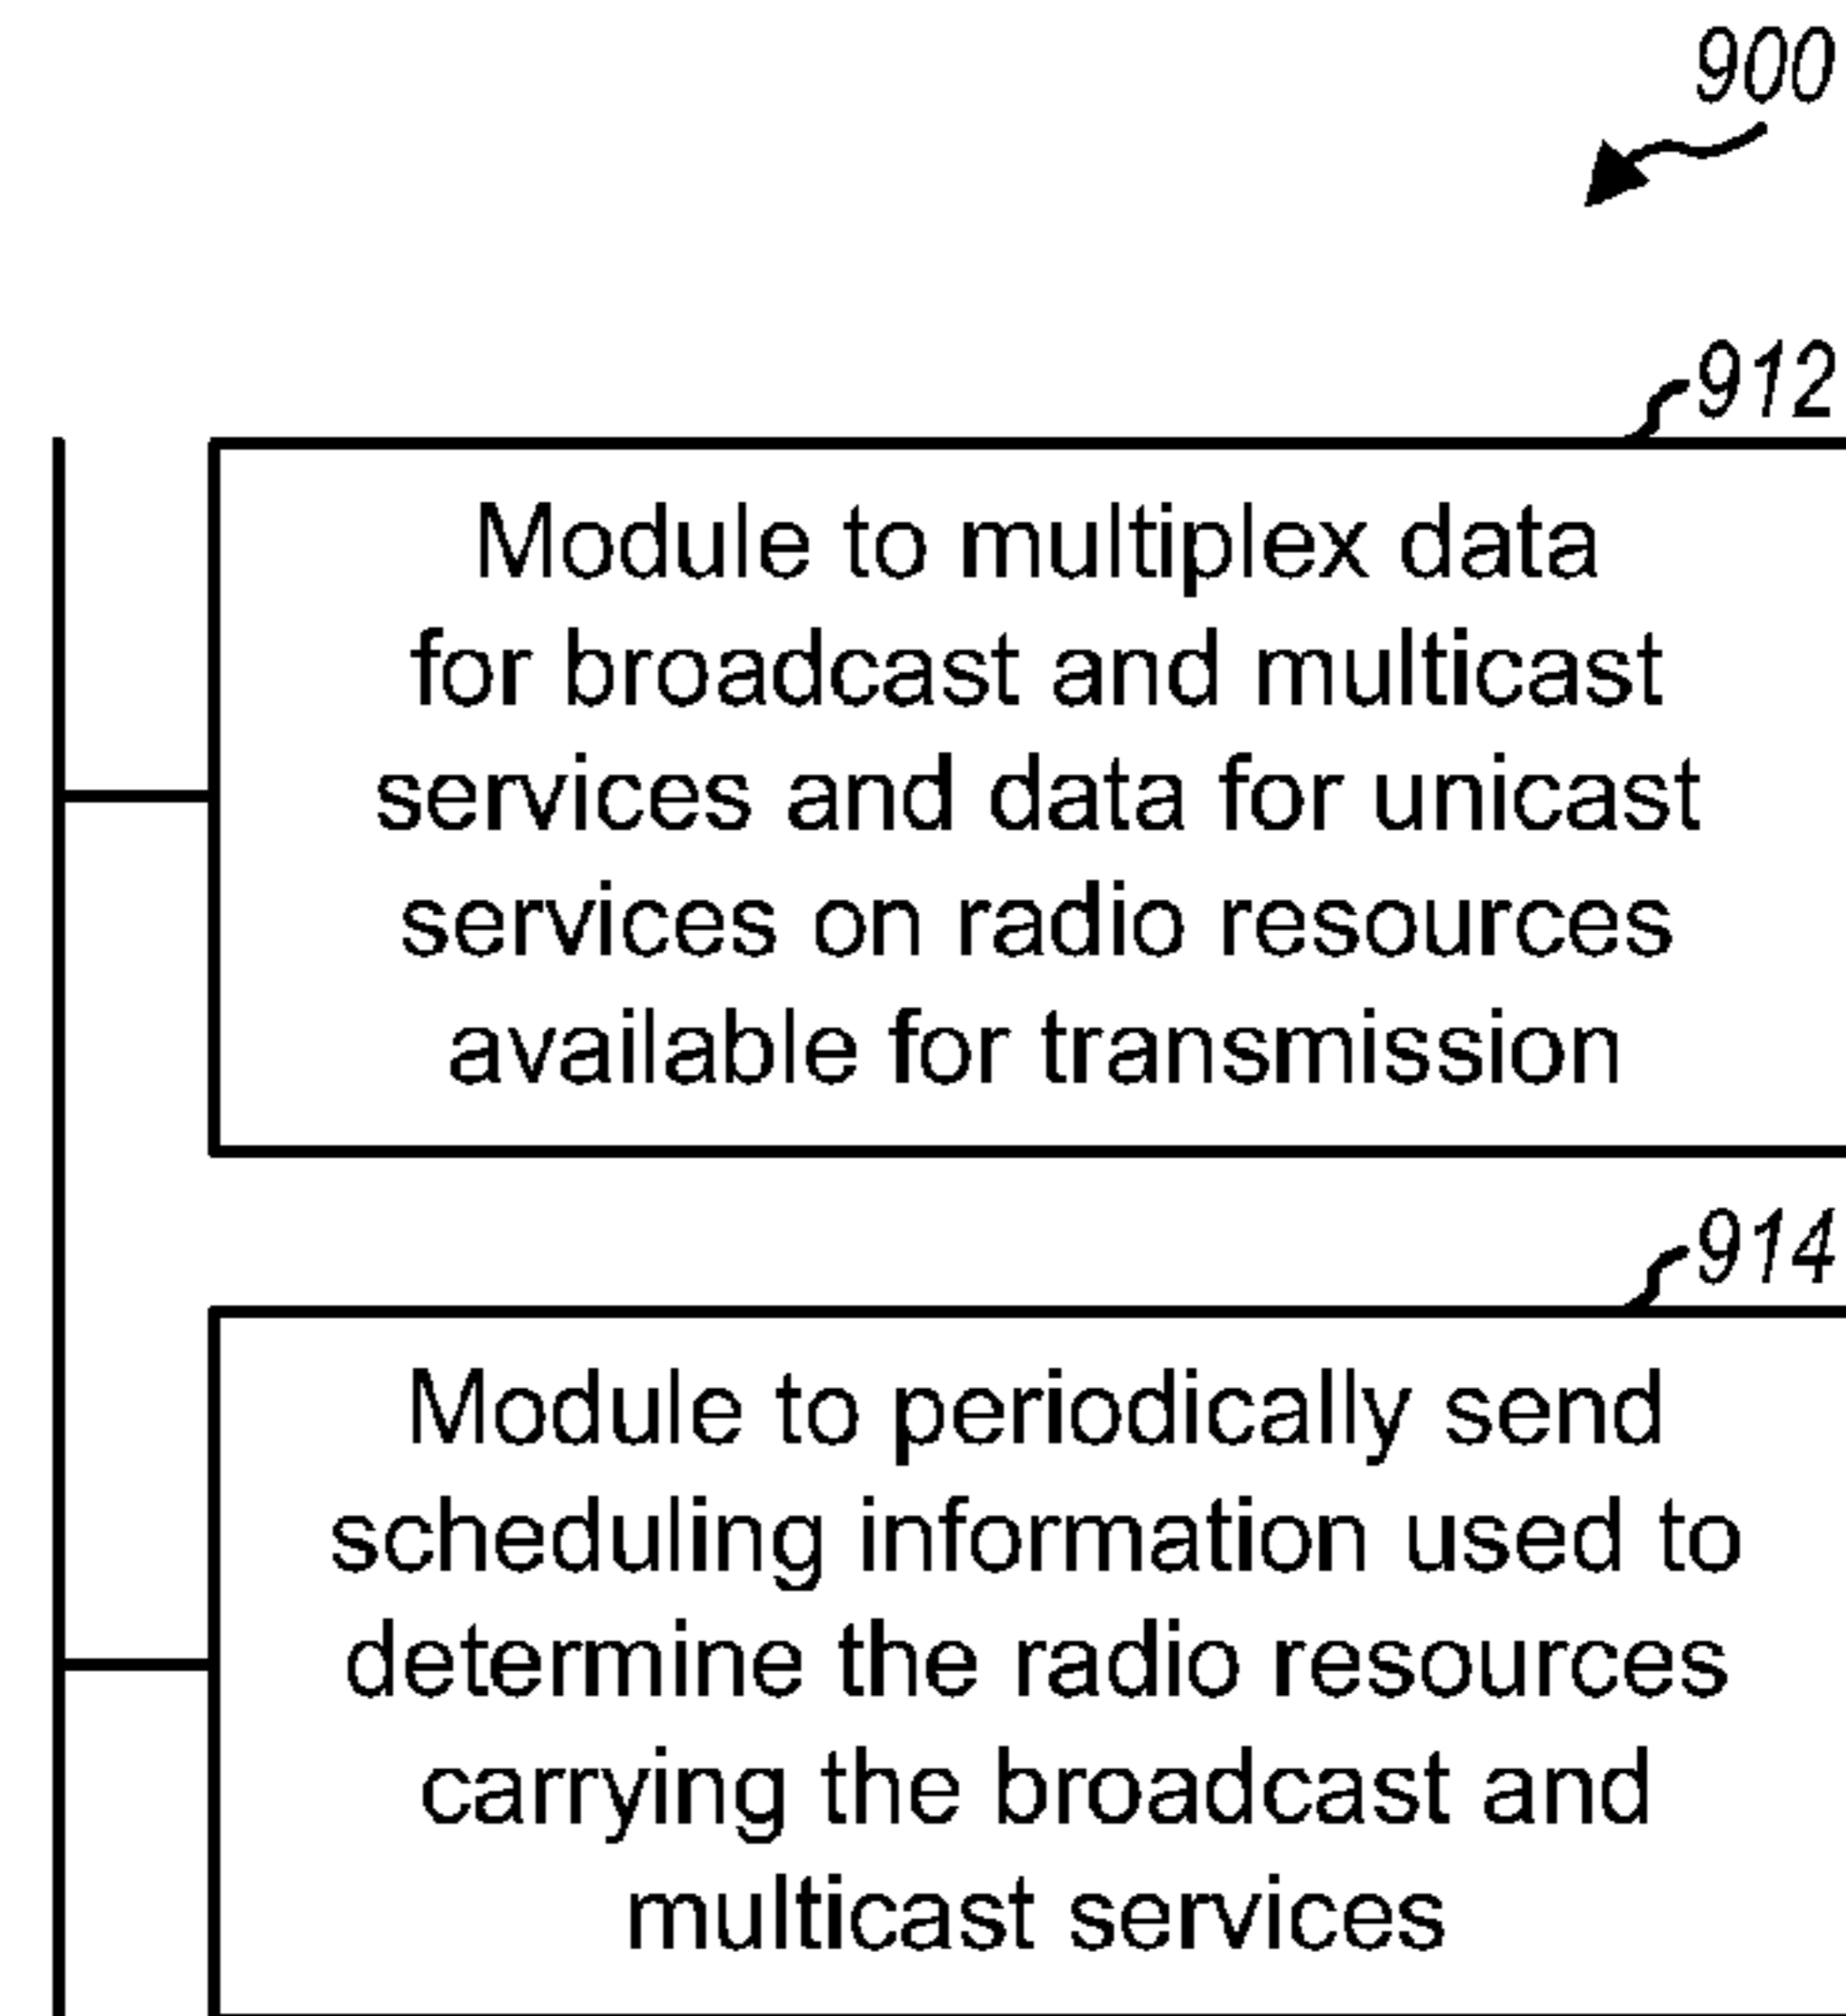 900
912
Module to multiplex data
for broadcast and multicast
services and data for unicast
services on radio resources
available for transmission
914
Module to periodically send
scheduling information used to
determine the radio resources
carrying the broadcast and
multicast services